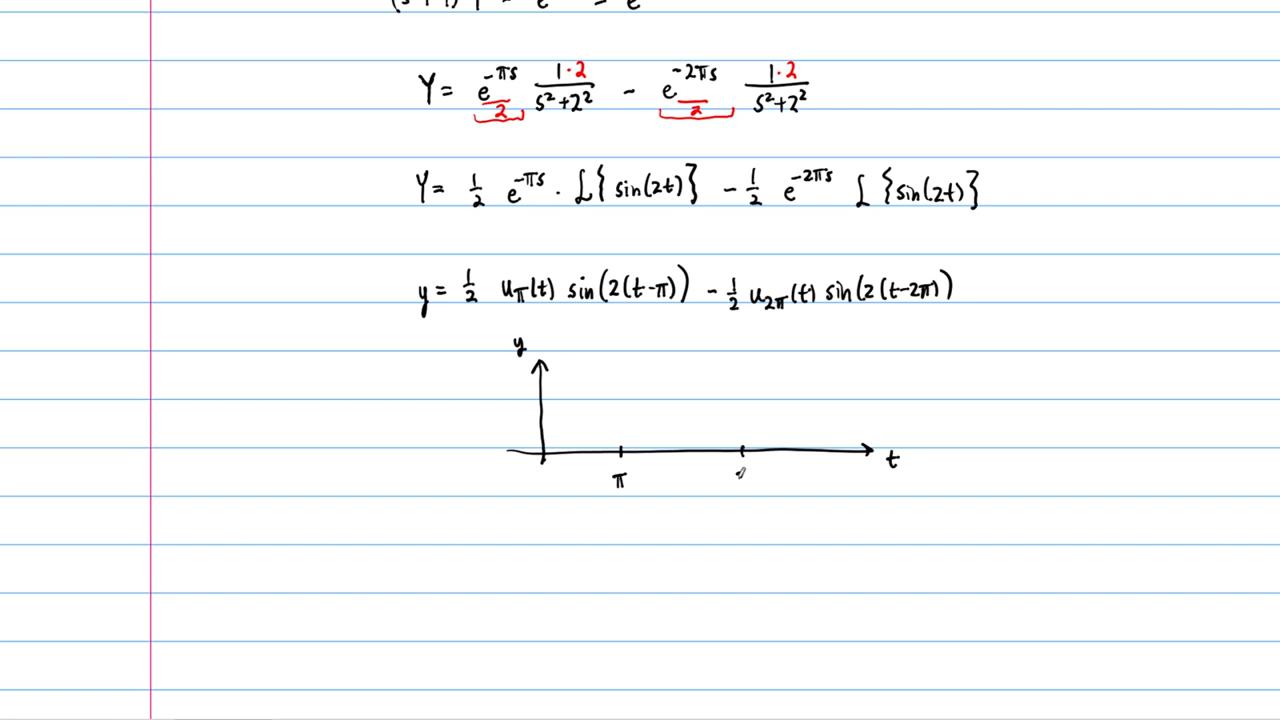 Y = e^{-πs}/2 (1·2)/(s²+2²) - e^{-2πs}/2 (1·2)/(s²+2²)
Y = 1/2 e^{-πs} · ℒ{sin(2t)} - 1/2 e^{-2πs} ℒ{sin(2t)}
y = 1/2 u_π(t) sin(2(t-π)) - 1/2 u_{2π}(t) sin(2(t-2π))
y
t
π